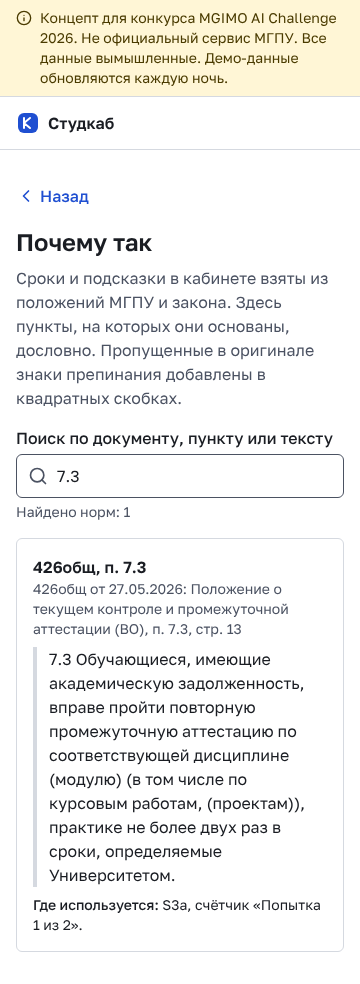 Концепт для конкурса MGIMO AI Challenge
2026. Не официальный сервис МГПУ. Все
данные вымышленные. Демо-данные
обновляются каждую ночь.
Студкаб
Назад
Почему так
Сроки и подсказки в кабинете взяты из
положений МГПУ и закона. Здесь
пункты, на которых они основаны,
дословно. Пропущенные в оригинале
знаки препинания добавлены в
квадратных скобках.
Поиск по документу, пункту или тексту
7.3
Найдено норм: 1
426общ, п. 7.3
426общ от 27.05.2026: Положение о
текущем контроле и промежуточной
аттестации (ВО), п. 7.3, стр. 13
7.3 Обучающиеся, имеющие
академическую задолженность,
вправе пройти повторную
промежуточную аттестацию по
соответствующей дисциплине
(модулю) (в том числе по
курсовым работам, (проектам)),
практике не более двух раз в
сроки, определяемые
Университетом.
Где используется: S3a, счётчик «Попытка
1 из 2».